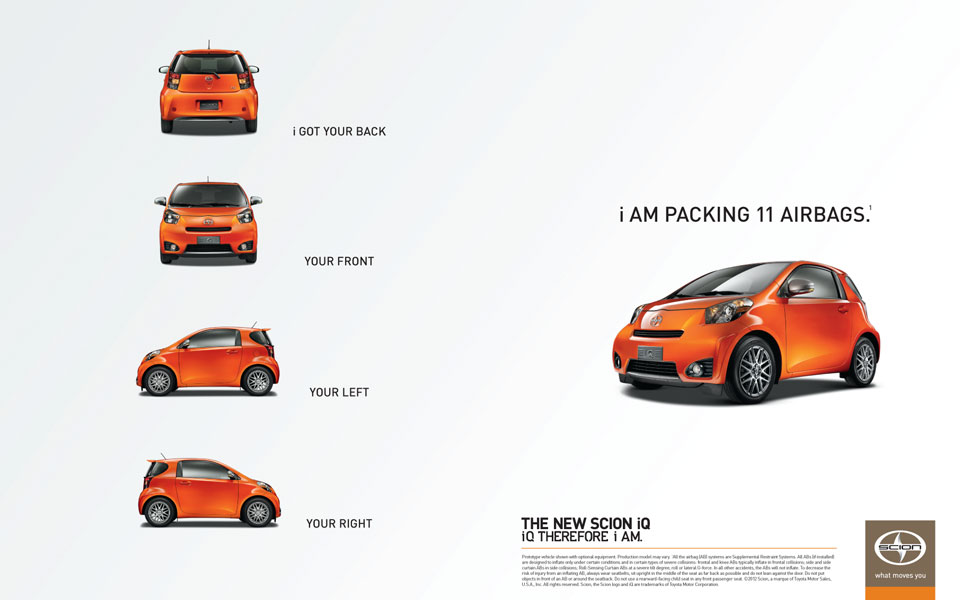 i GOT YOUR BACK
YOUR FRONT
YOUR LEFT
YOUR RIGHT
i AM PACKING 11 AIRBAGS.¹
THE NEW SCION iQ
iQ THEREFORE i AM.
Prototype vehicle shown with optional equipment. Production model may vary. ¹All the airbag (AB) systems are Supplemental Restraint Systems. All ABs (if installed)
are designed to inflate only under certain conditions and in certain types of severe collisions: frontal and knee ABs typically inflate in frontal collisions; side and side
curtain ABs in side collisions; Roll-Sensing Curtain ABs at a severe tilt degree, roll or lateral G-force. In all other accidents, the ABs will not inflate. To decrease the
risk of injury from an inflating AB, always wear seatbelts, sit upright in the middle of the seat as far back as possible and do not lean against the door. Do not put
objects in front of an AB or around the seatback. Do not use a rearward-facing child seat in any front passenger seat. ©2012 Scion, a marque of Toyota Motor Sales,
U.S.A., Inc. All rights reserved. Scion, the Scion logo and iQ are trademarks of Toyota Motor Corporation.
SCION
what moves you